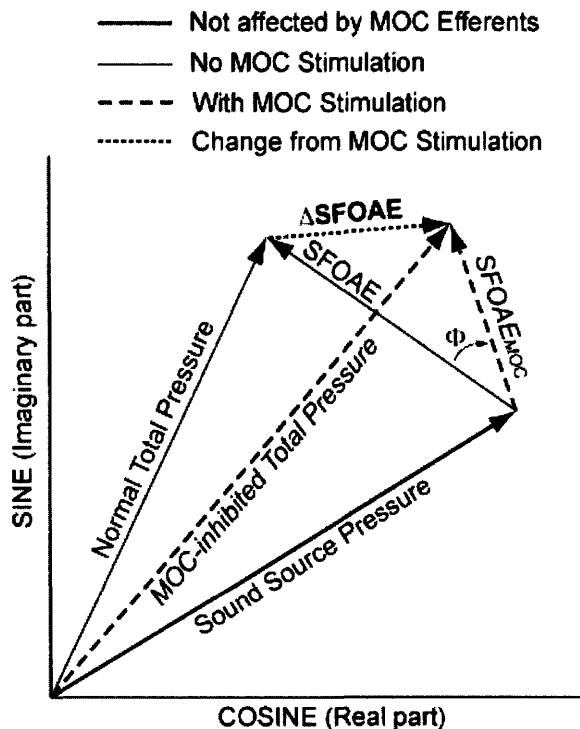 Not affected by MOC Efferents
No MOC Stimulation
With MOC Stimulation
Change from MOC Stimulation
ΔSFOAE
SFOAE
SFOAEMOC
Φ
Normal Total Pressure
MOC-inhibited Total Pressure
Sound Source Pressure
SINE (Imaginary part)
COSINE (Real part)